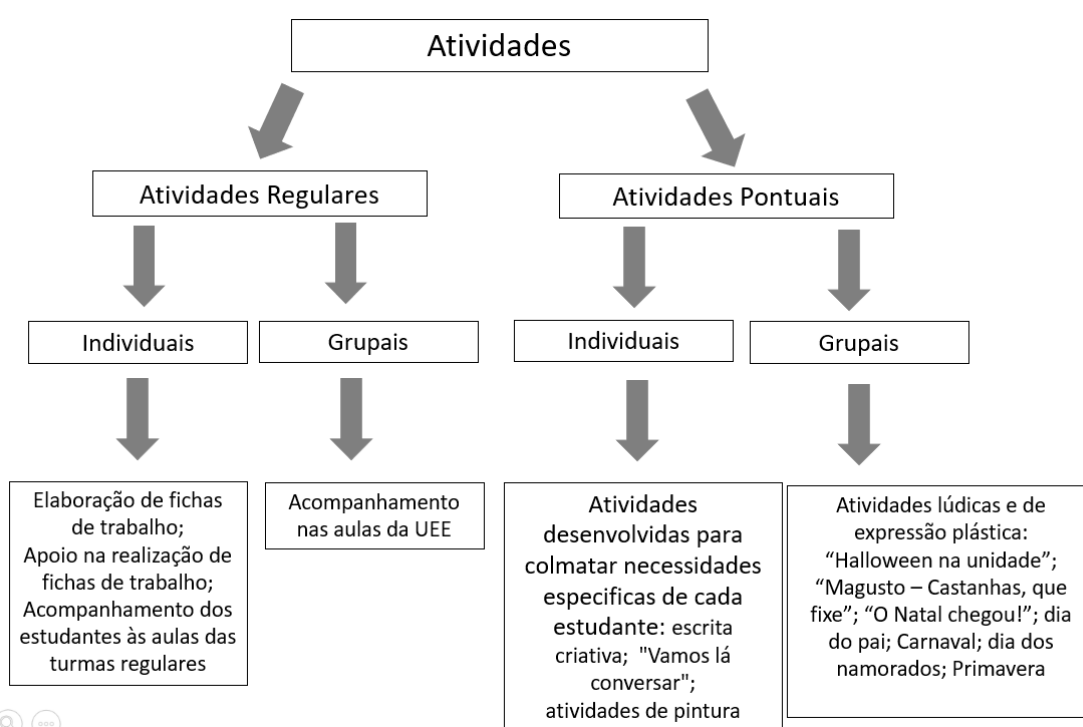 Atividades
Atividades Regulares
Atividades Pontuais
Individuais
Grupais
Individuais
Grupais
Elaboração de fichas
de trabalho;
Apoio na realização de
fichas de trabalho;
Acompanhamento dos
estudantes às aulas das
turmas regulares
Acompanhamento
nas aulas da UEE
Atividades
desenvolvidas para
colmatar necessidades
especificas de cada
estudante: escrita
criativa; "Vamos lá
conversar";
atividades de pintura
Atividades lúdicas e de
expressão plástica:
“Halloween na unidade”;
“Magusto – Castanhas, que
fixe”; “O Natal chegou!”; dia
do pai; Carnaval; dia dos
namorados; Primavera